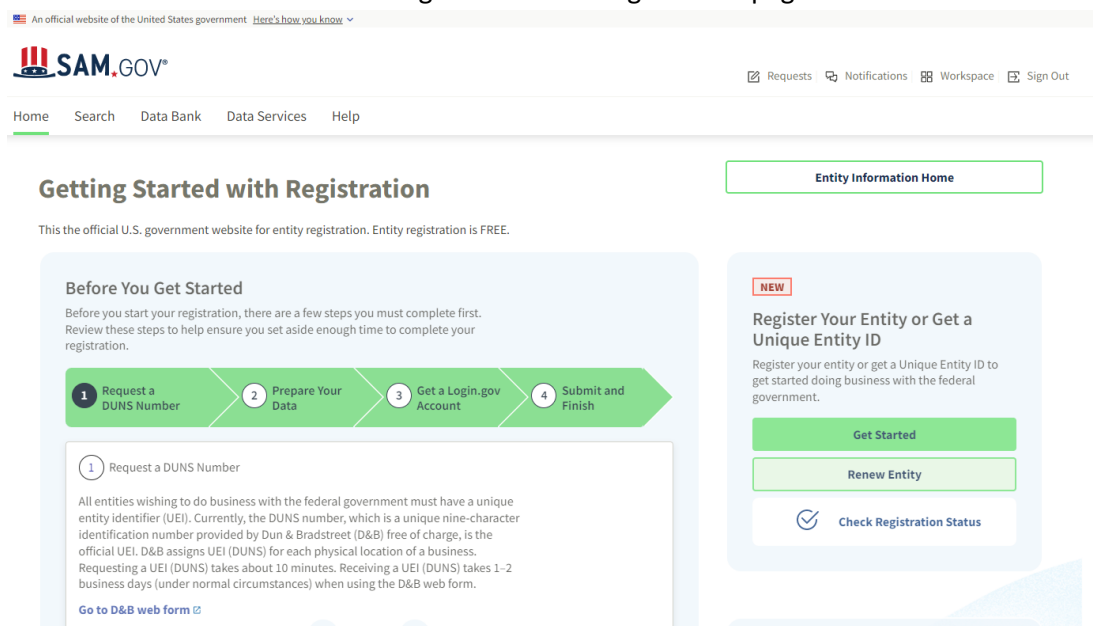 An official website of the United States government Here's how you know
SAM.GOV®
Requests Notifications Workspace Sign Out
Home Search Data Bank Data Services Help
Getting Started with Registration
Entity Information Home
This the official U.S. government website for entity registration. Entity registration is FREE.
Before You Get Started
Before you start your registration, there are a few steps you must complete first.
Review these steps to help ensure you set aside enough time to complete your
registration.
1 Request a
DUNS Number
2 Prepare Your
Data
3 Get a Login.gov
Account
4 Submit and
Finish
1 Request a DUNS Number
All entities wishing to do business with the federal government must have a unique
entity identifier (UEI). Currently, the DUNS number, which is a unique nine-character
identification number provided by Dun & Bradstreet (D&B) free of charge, is the
official UEI. D&B assigns UEI (DUNS) for each physical location of a business.
Requesting a UEI (DUNS) takes about 10 minutes. Receiving a UEI (DUNS) takes 1–2
business days (under normal circumstances) when using the D&B web form.
Go to D&B web form
NEW
Register Your Entity or Get a
Unique Entity ID
Register your entity or get a Unique Entity ID to
get started doing business with the federal
government.
Get Started
Renew Entity
Check Registration Status